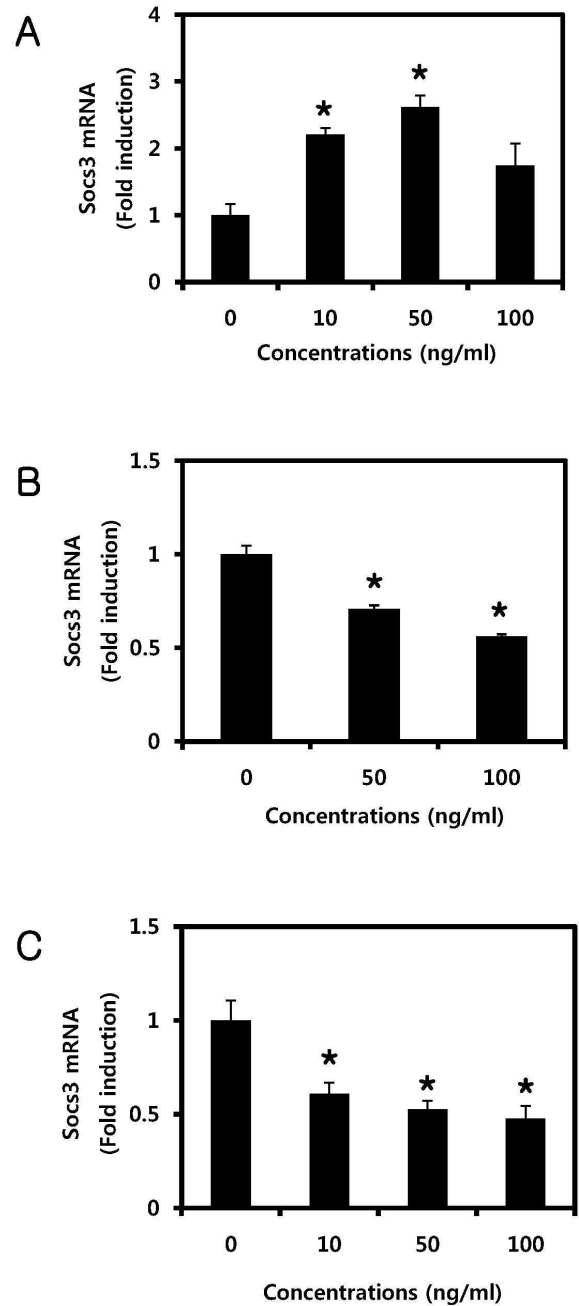 A
4
3
2
1
0
Socs3 mRNA
(Fold induction)
*
*
0 10 50 100
Concentrations (ng/ml)
B
1.5
1
0.5
0
Socs3 mRNA
(Fold induction)
*
*
0 50 100
Concentrations (ng/ml)
C
1.5
1
0.5
0
Socs3 mRNA
(Fold induction)
*
*
*
0 10 50 100
Concentrations (ng/ml)